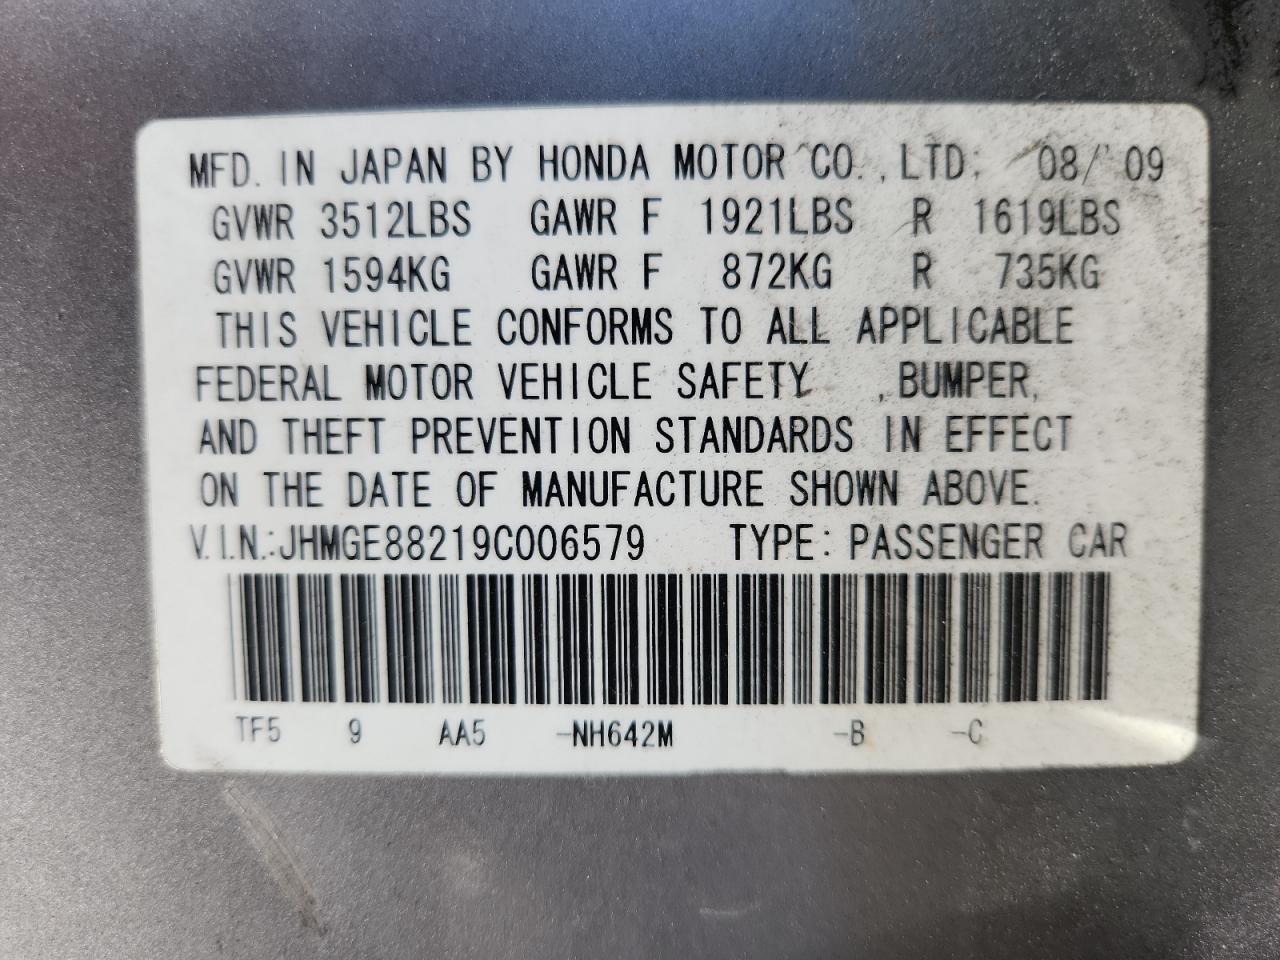 MFD. IN JAPAN BY HONDA MOTOR CO., LTD. 08/'09
GVWR 3512LBS GAWR F 1921LBS R 1619LBS
GVWR 1594KG GAWR F 872KG R 735KG
THIS VEHICLE CONFORMS TO ALL APPLICABLE
FEDERAL MOTOR VEHICLE SAFETY ,BUMPER,
AND THEFT PREVENTION STANDARDS IN EFFECT
ON THE DATE OF MANUFACTURE SHOWN ABOVE.
V.I.N.:JHMGE88219C006579 TYPE: PASSENGER CAR
TF5 9 AA5 -NH642M -B -C